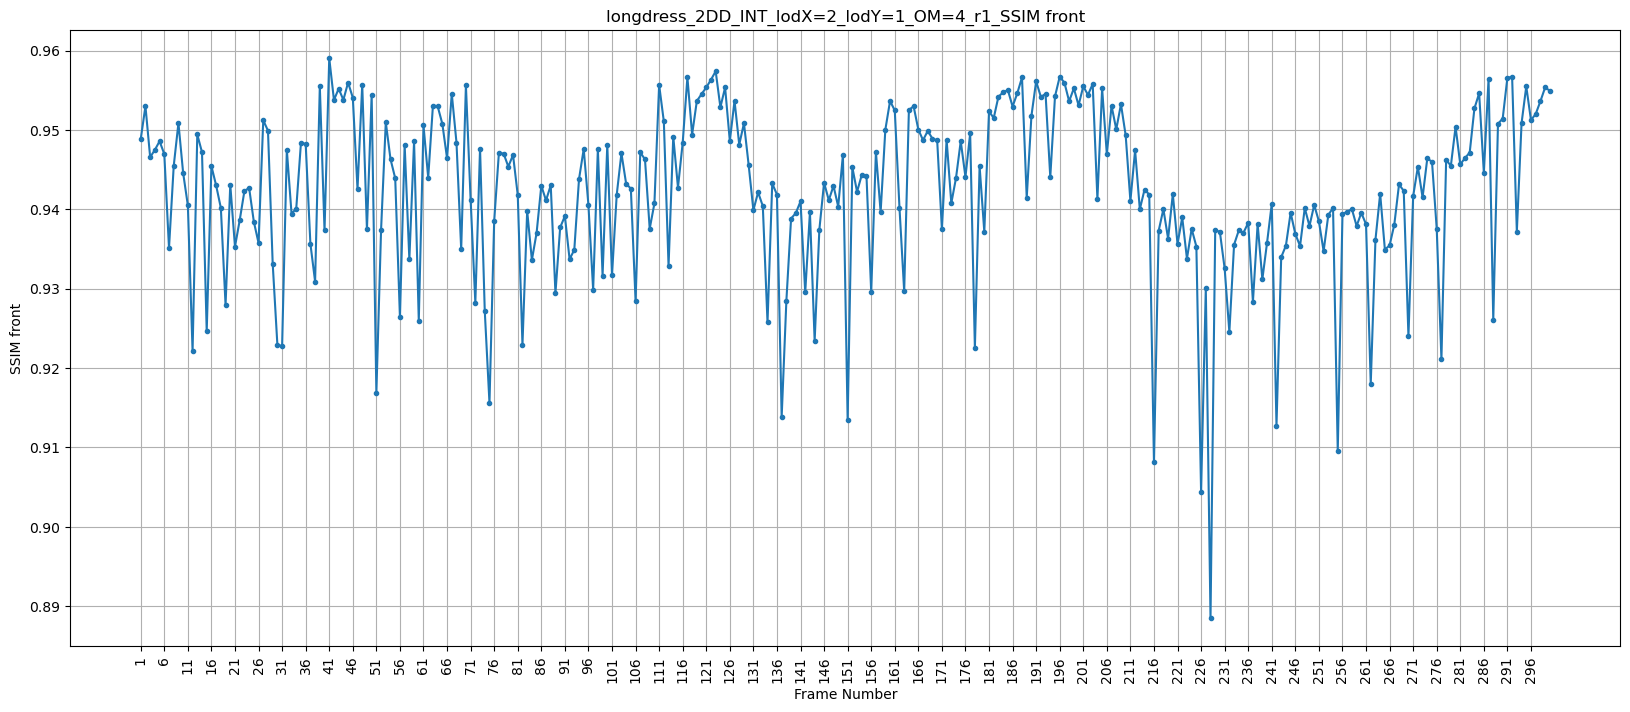 longdress_2DD_INT_lodX=2_lodY=1_OM=4_r1_SSIM front
0.96
0.95
0.94
0.93
0.92
0.91
0.90
0.89
SSIM front
1 6 11 16 21 26 31 36 41 46 51 56 61 66 71 76 81 86 91 96 101 106 111 116 121 126 131 136 141 146 151 156 161 166 171 176 181 186 191 196 201 206 211 216 221 226 231 236 241 246 251 256 261 266 271 276 281 286 291 296
Frame Number